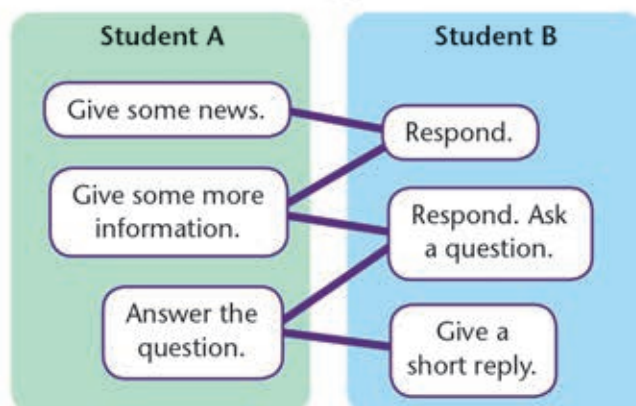 Student A
Student B
Give some news.
Respond.
Give some more
information.
Respond. Ask
a question.
Answer the
question.
Give a
short reply.